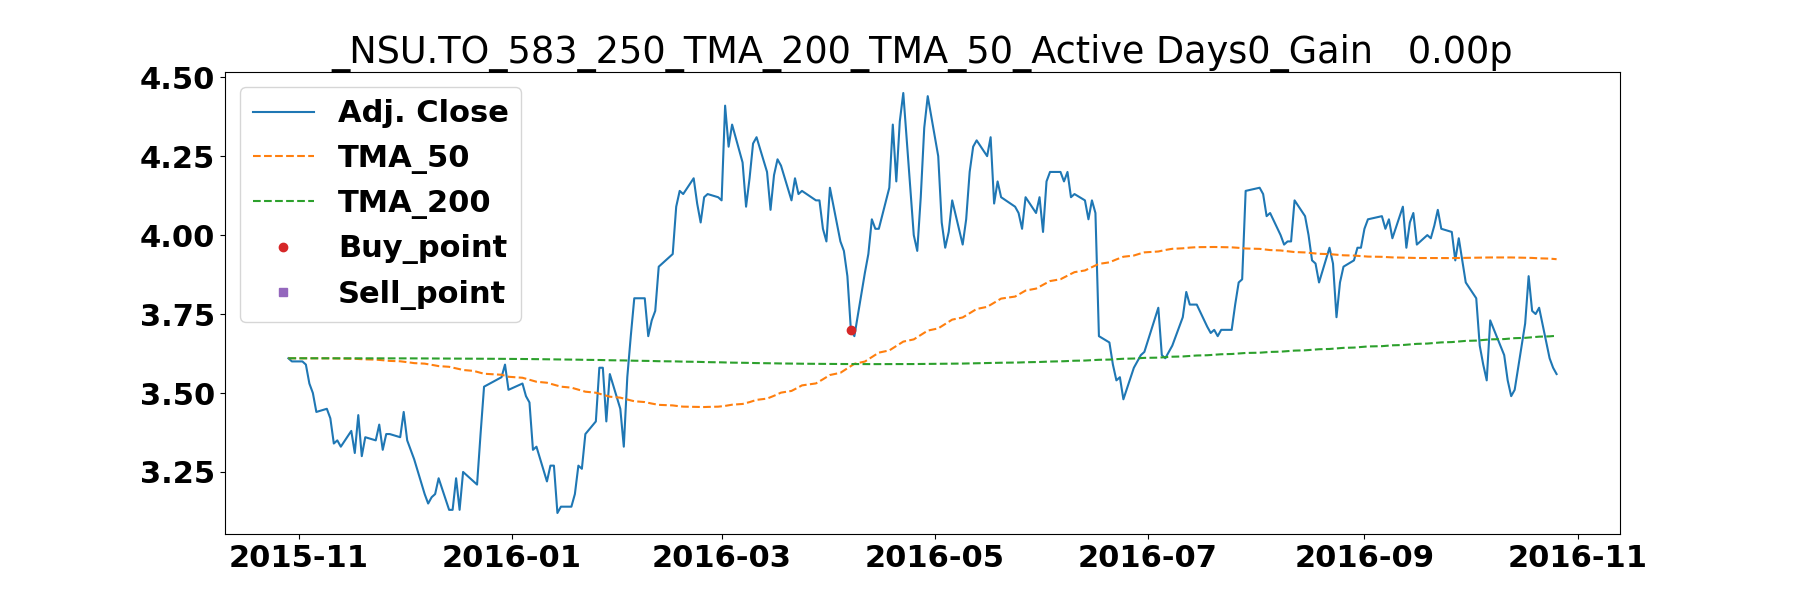 _NSU.TO_583_250_TMA_200_TMA_50_Active Days0_Gain   0.00p
4.50
4.25
4.00
3.75
3.50
3.25
Adj. Close
TMA_50
TMA_200
Buy_point
Sell_point
2015-11 2016-01 2016-03 2016-05 2016-07 2016-09 2016-11